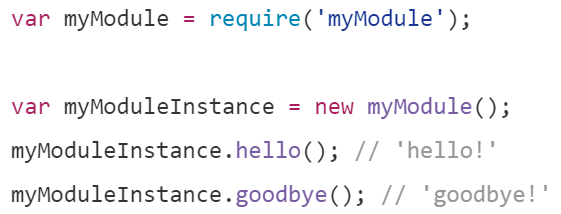 var myModule = require('myModule');
var myModuleInstance = new myModule();
myModuleInstance.hello(); // 'hello!'
myModuleInstance.goodbye(); // 'goodbye!'